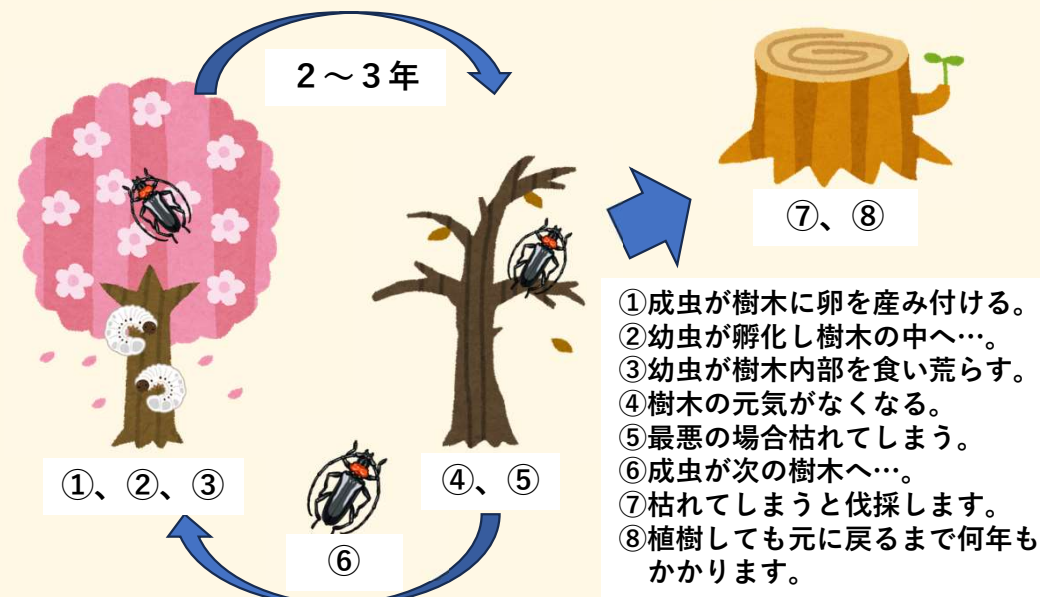 2～3年
⑦、⑧
①、②、③
④、⑤
⑥
①成虫が樹木に卵を産み付ける。
②幼虫が孵化し樹木の中へ…。
③幼虫が樹木内部を食い荒らす。
④樹木の元気がなくなる。
⑤最悪の場合枯れてしまう。
⑥成虫が次の樹木へ…。
⑦枯れてしまうと伐採します。
⑧植樹しても元に戻るまで何年も
かかります。